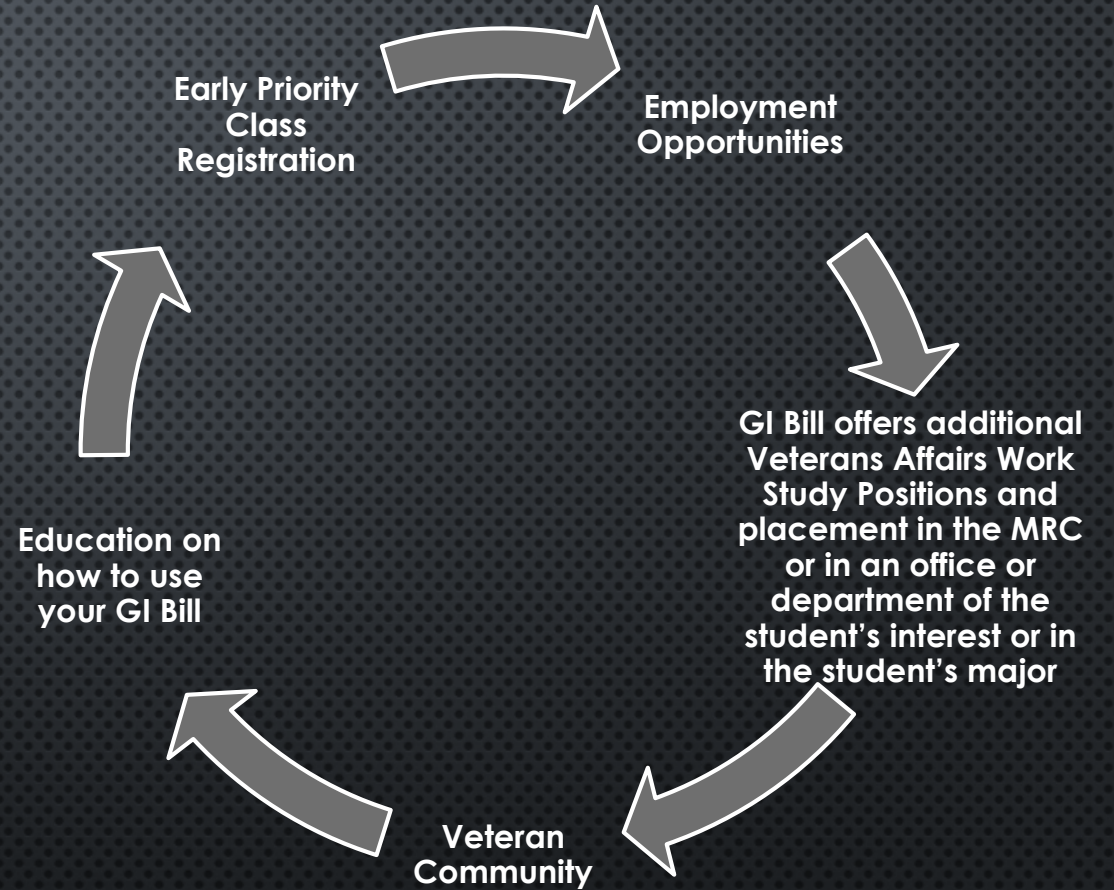 Early Priority
Class
Registration
Employment
Opportunities
GI Bill offers additional
Veterans Affairs Work
Study Positions and
placement in the MRC
or in an office or
department of the
student’s interest or in
the student’s major
Veteran
Community
Education on
how to use
your GI Bill